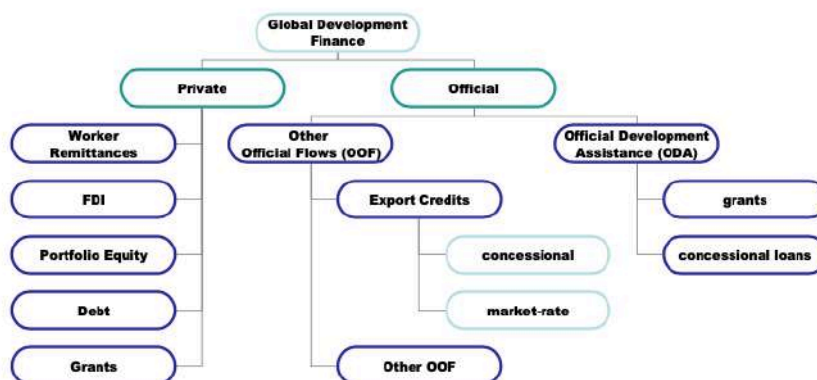 Global Development
Finance
Private
Official
Worker
Remittances
Other
Official Flows (OOF)
Official Development
Assistance (ODA)
FDI
Export Credits
grants
Portfolio Equity
concessional
concessional loans
Debt
market-rate
Grants
Other OOF